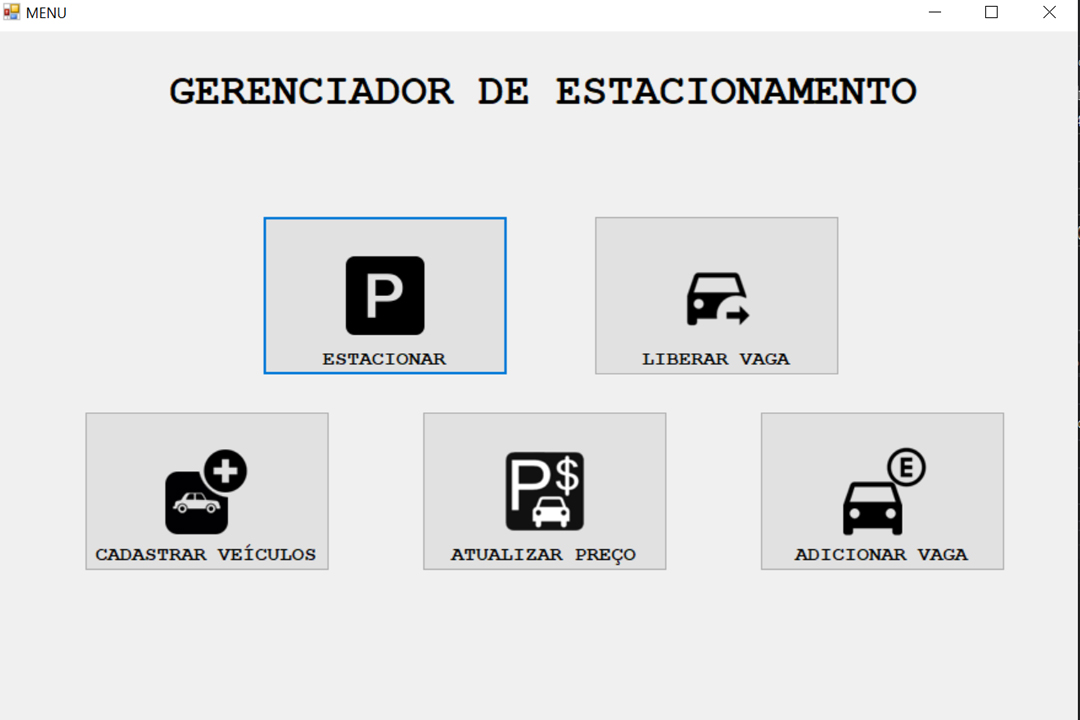 MENU
GERENCIADOR DE ESTACIONAMENTO
P
ESTACIONAR
LIBERAR VAGA
CADASTRAR VEÍCULOS
P$
ATUALIZAR PREÇO
E
ADICIONAR VAGA